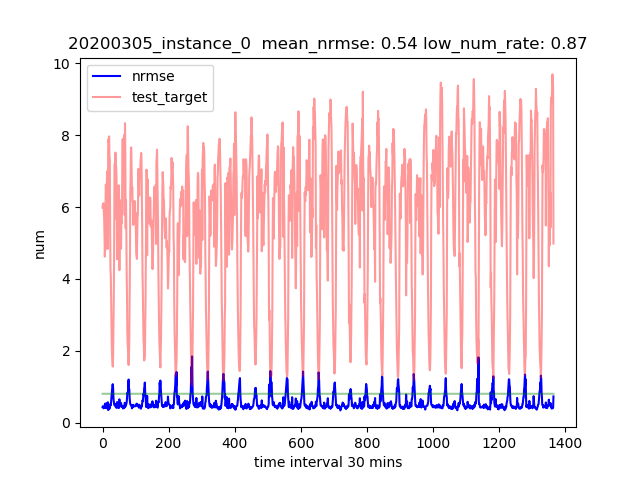 20200305_instance_0  mean_nrmse: 0.54 low_num_rate: 0.87
nrmse
test_target
10
8
6
4
2
0
num
0 200 400 600 800 1000 1200 1400
time interval 30 mins